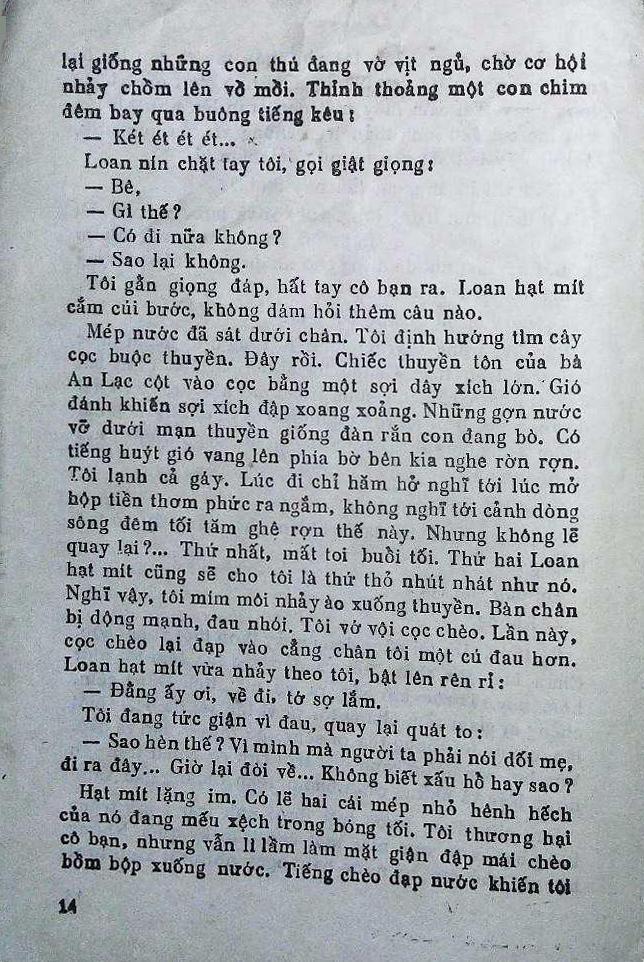 lại giống những con thú đang vờ vịt ngủ, chờ cơ hội
nhảy chồm lên vồ mồi. Thỉnh thoảng một con chim
đêm bay qua buông tiếng kêu:
— Két ét ét ét...
Loan nín chặt tay tôi, gọi giật giọng:
— Bê,
— Gì thế?
— Có đi nữa không?
— Sao lại không.
Tôi gằn giọng đáp, hất tay cô bạn ra. Loan hạt mít
cắm cúi bước, không dám hỏi thêm câu nào.
Mép nước đã sát dưới chân. Tôi định hướng tìm cây
cọc buộc thuyền. Đây rồi. Chiếc thuyền tôn của bà
An Lạc cột vào cọc bằng một sợi dây xích lớn. Gió
đánh khiến sợi xích đập xoang xoảng. Những gợn nước
vỡ dưới mạn thuyền giống đàn rắn con đang bò. Có
tiếng huýt gió vang lên phía bờ bên kia nghe rờn rợn.
Tôi lạnh cả gáy. Lúc đi chỉ hăm hở nghĩ tới lúc mở
hộp tiền thơm phức ra ngắm, không nghĩ tới cảnh dòng
sông đêm tối tăm ghê rợn thế này. Nhưng không lẽ
quay lại?... Thứ nhất, mất toi buổi tối. Thứ hai Loan
hạt mít cũng sẽ cho tôi là thứ thỏ nhút nhát như nó.
Nghĩ vậy, tôi mím môi nhảy ào xuống thuyền. Bàn chân
bị động mạnh, đau nhói. Tôi vớ vội cọc chèo. Lần này,
cọc chèo lại đạp vào cẳng chân tôi một cú đau hơn.
Loan hạt mít vừa nhảy theo tôi, bật lên rên rỉ:
— Đằng ấy ơi, về đi, tớ sợ lắm.
Tôi đang tức giận vì đau, quay lại quát to:
— Sao hèn thế? Vì mình mà người ta phải nói dối mẹ,
đi ra đây... Giờ lại đòi về... Không biết xấu hổ hay sao?
Hạt mít lặng im. Có lẽ hai cái mép nhỏ hênh hếch
của nó đang mếu xệch trong bóng tối. Tôi thương hại
cô bạn, nhưng vẫn lì lầm làm mặt giận đập mái chèo
bồm bộp xuống nước. Tiếng chèo đạp nước khiến tôi
14